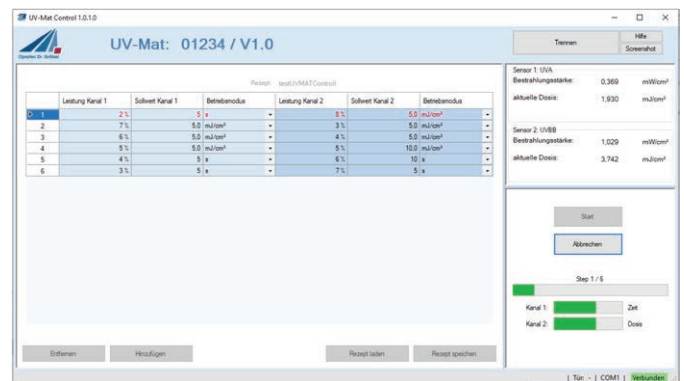 UV-Mat Control 1.0.1.0
UV-Mat: 01234 / V1.0
Trennen
Hilfe
Screenshot
Opsytec Dr. Gröbel
Rezept: testUVMATControl1
Leistung Kanal 1 Sollwert Kanal 1 Betriebsmodus Leistung Kanal 2 Sollwert Kanal 2 Betriebsmodus
1 2 % 5 s 8 % 5,0 mJ/cm²
2 7 % 5,0 mJ/cm² 3 % 5,0 mJ/cm²
3 6 % 5,0 mJ/cm² 4 % 5,0 mJ/cm²
4 5 % 5,0 mJ/cm² 5 % 10,0 mJ/cm²
5 4 % 5 s 6 % 10 s
6 3 % 5 s 7 % 5 s
Entfernen Hinzufügen Rezept laden Rezept speichern
Sensor 1: UVA
Bestrahlungsstärke: 0,369 mW/cm²
aktuelle Dosis: 1,930 mJ/cm²
Sensor 2: UVBB
Bestrahlungsstärke: 1,029 mW/cm²
aktuelle Dosis: 3,742 mJ/cm²
Start
Abbrechen
Step 1 / 6
Kanal 1: Zeit
Kanal 2: Dosis
| Tür: - | COM1 | Verbunden